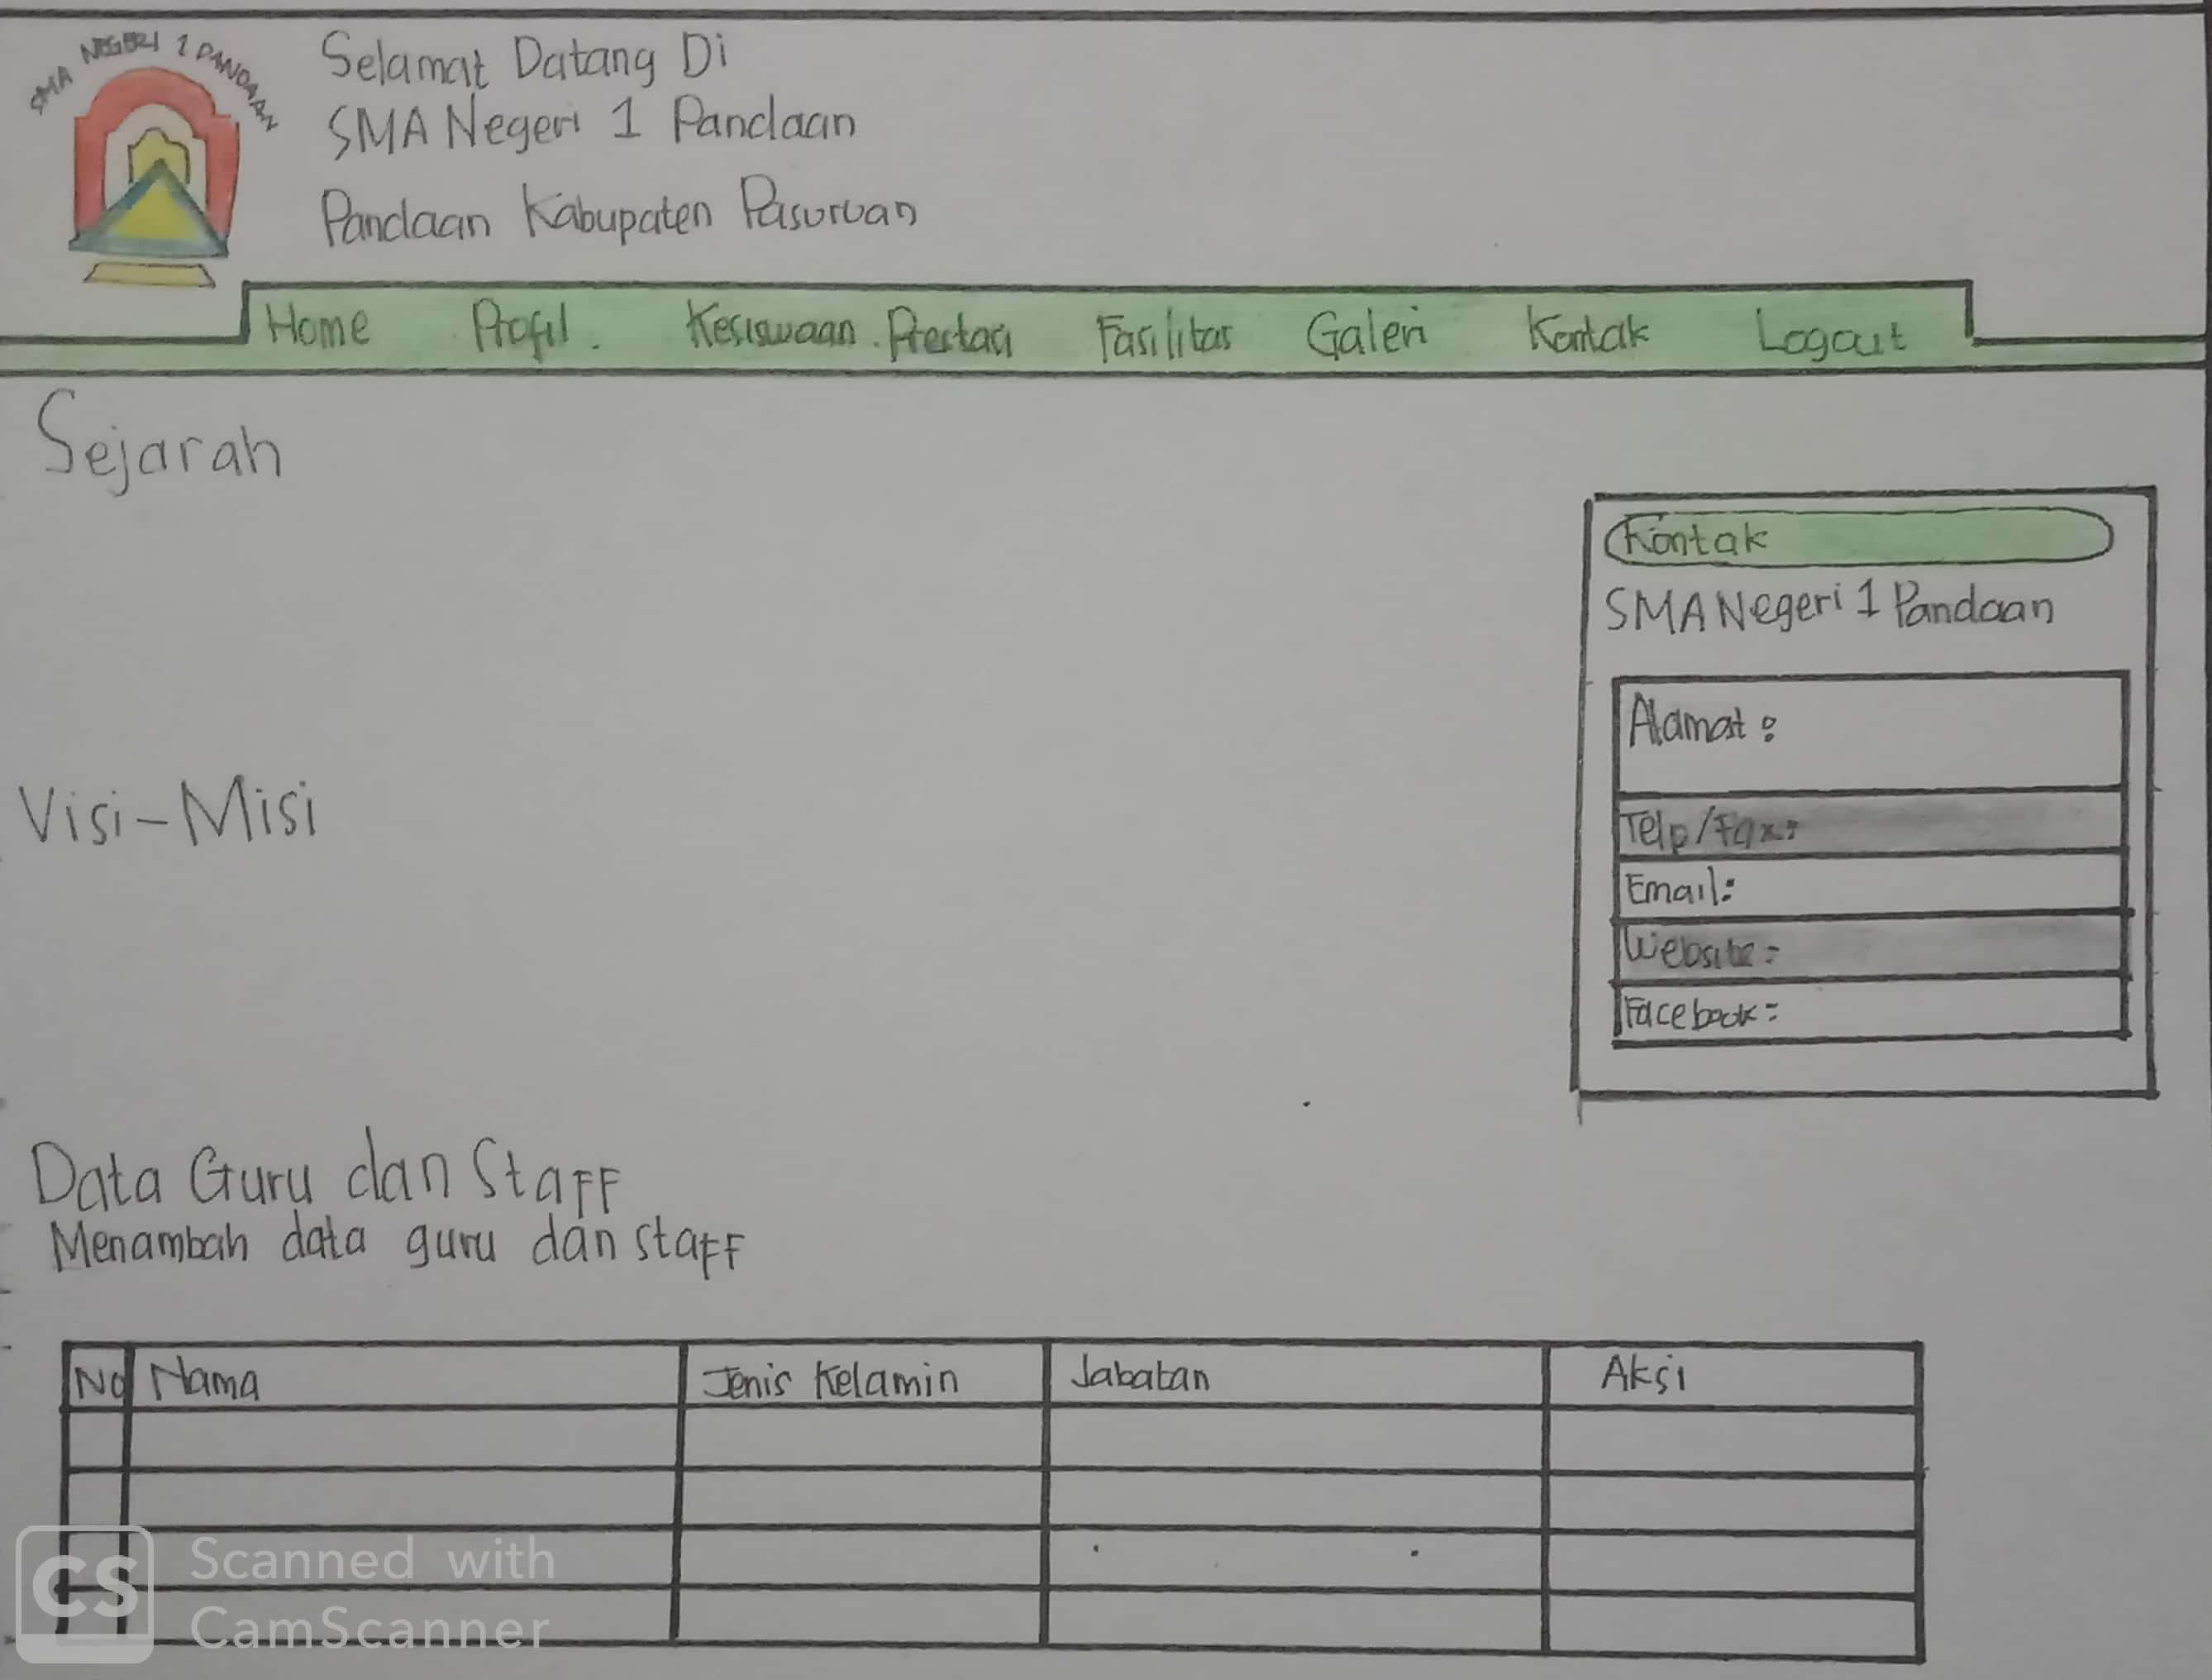 SMA NEGERI 1 PANDAAN
Selamat Datang Di
SMA Negeri 1 Pandaan
Pandaan Kabupaten Pasuruan
Home Profil. Kesiswaan. Prestasi Fasilitas Galeri Kontak Logout
Sejarah
Kontak
SMA Negeri 1 Pandaan
Alamat :
Telp/Fax:
Email:
Website:
Facebook:
Visi-Misi
Data Guru dan Staff
Menambah data guru dan staff
No Nama Jenis Kelamin Jabatan Aksi
CS Scanned with
CamScanner